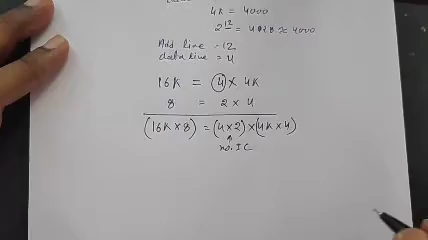 4K = 4000
2^12 = 4096 ≈ 4000
Add line = 12
data line = 4
16K = 4 × 4K
8 = 2 × 4
(16K × 8) = (4 × 2) × (4K × 4)
↑
no. IC